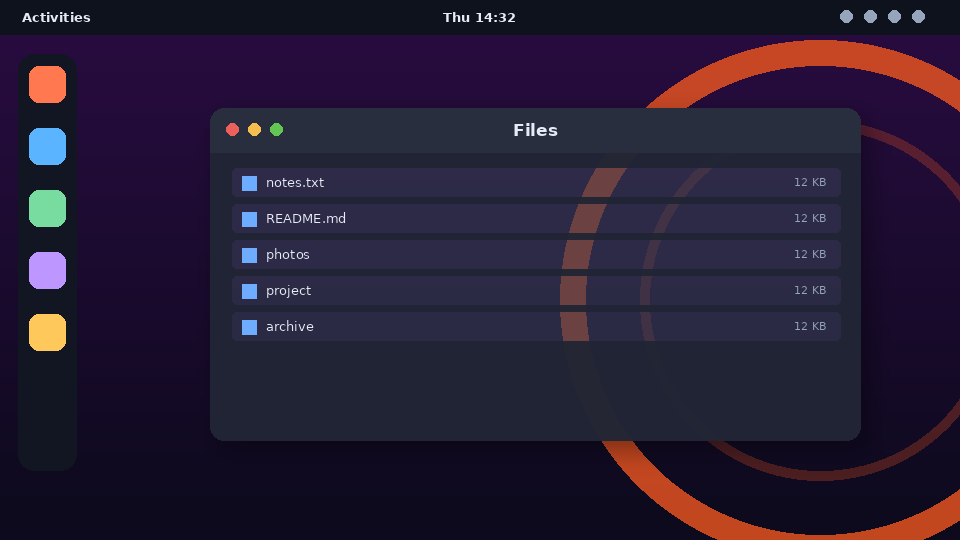 Activities
Thu 14:32
Files
notes.txt 12 KB
README.md 12 KB
photos 12 KB
project 12 KB
archive 12 KB